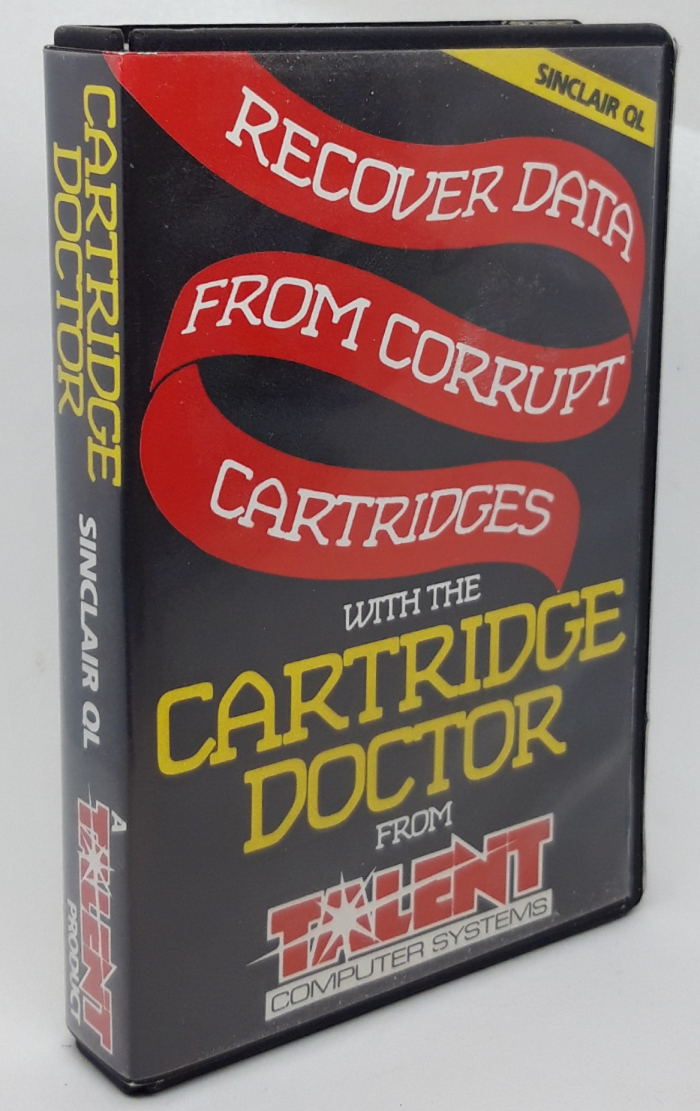 SINCLAIR QL
RECOVER DATA
FROM CORRUPT
CARTRIDGES
WITH THE
CARTRIDGE
DOCTOR
FROM
TALENT
COMPUTER SYSTEMS
CARTRIDGE
DOCTOR
SINCLAIR QL
A
TALENT
PRODUCT